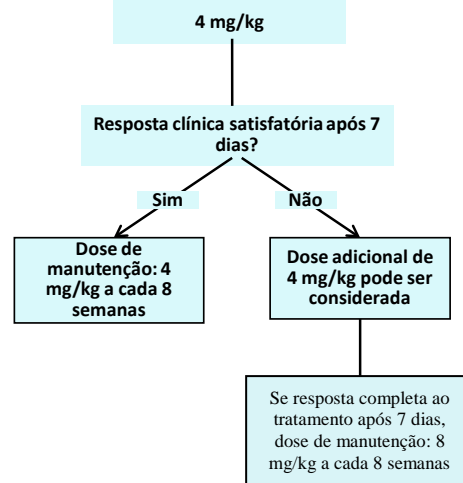 4 mg/kg
Resposta clínica satisfatória após 7
dias?
Sim
Não
Dose de
manutenção: 4
mg/kg a cada 8
semanas
Dose adicional de
4 mg/kg pode ser
considerada
Se resposta completa ao
tratamento após 7 dias,
dose de manutenção: 8
mg/kg a cada 8 semanas